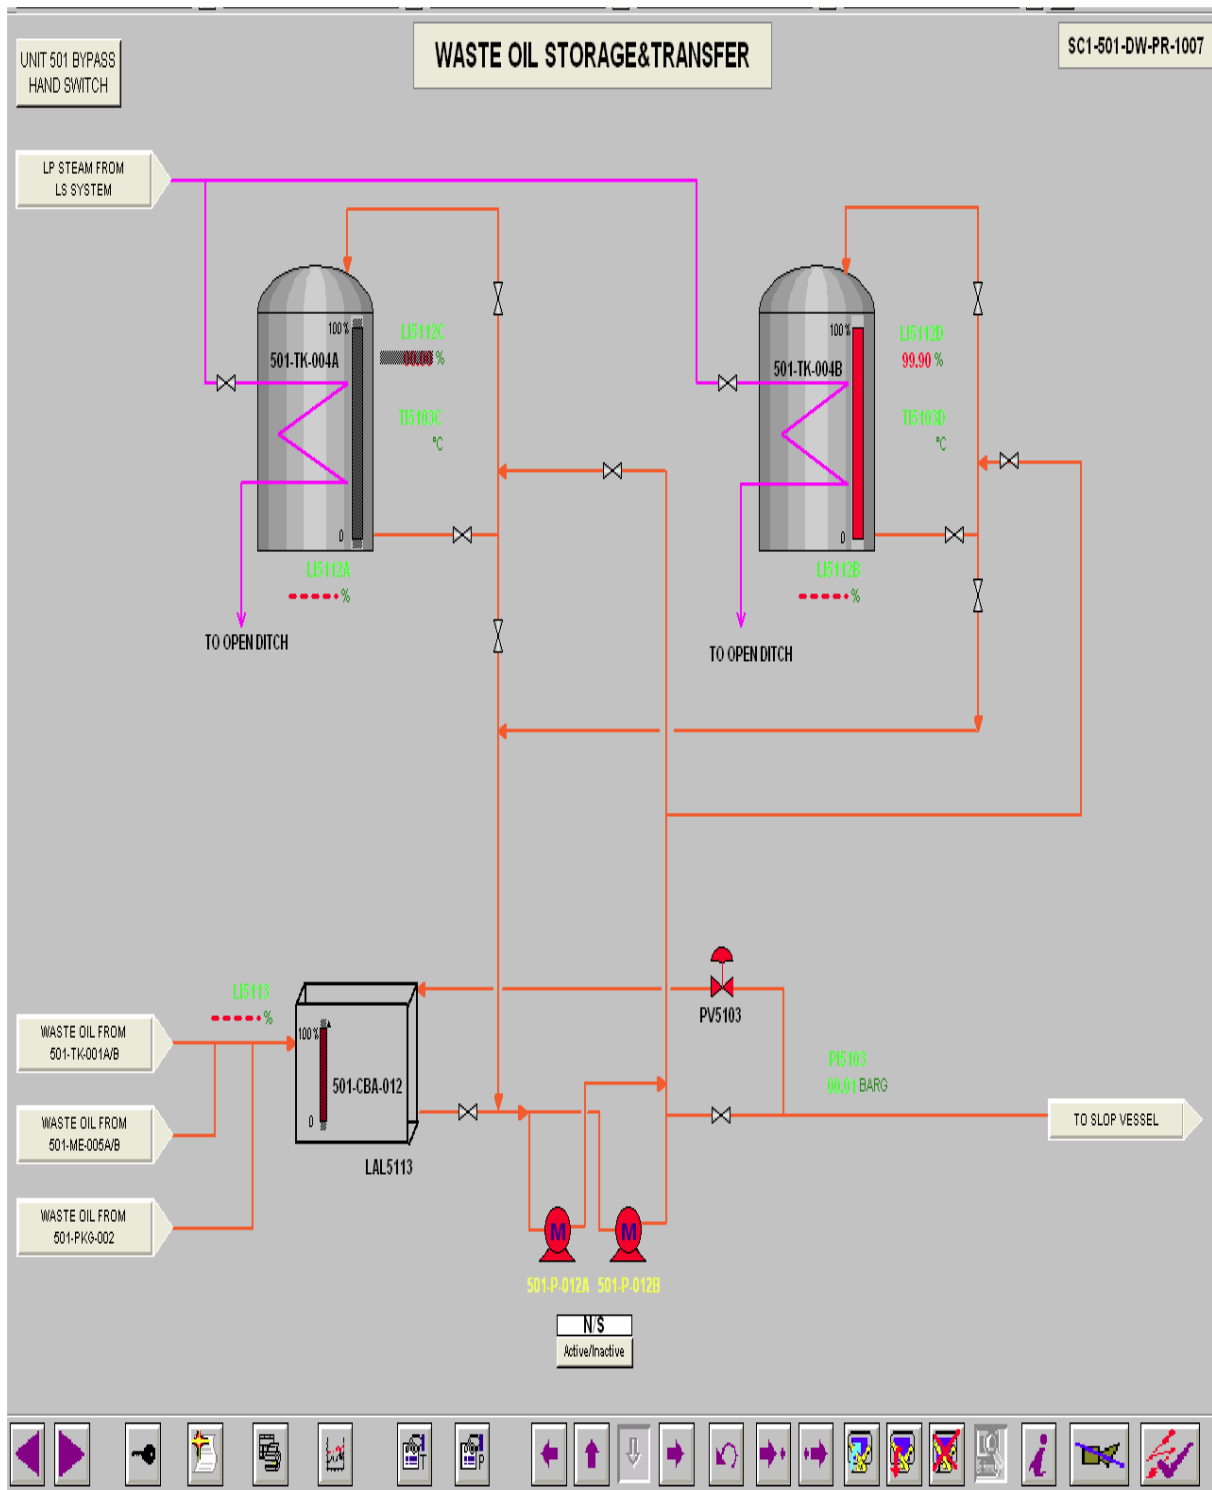 UNIT 501 BYPASS
HAND SWITCH
WASTE OIL STORAGE&TRANSFER
SC1-501-DW-PR-1007
LP STEAM FROM
LS SYSTEM
100%
501-TK-004A
0
LI5112C
%
TI5103C
°C
LI5112A
-----%
TO OPEN DITCH
100%
501-TK-004B
0
LI5112D
99.90 %
TI5103D
°C
LI5112B
-----%
TO OPEN DITCH
LI5113
-----%
WASTE OIL FROM
501-TK-001A/B
WASTE OIL FROM
501-ME-005A/B
WASTE OIL FROM
501-PKG-002
100%
501-CBA-012
0
LAL5113
PV5103
PI5103
00.01 BARG
TO SLOP VESSEL
M
M
501-P-012A
501-P-012B
N/S
Active/Inactive
T
P
i